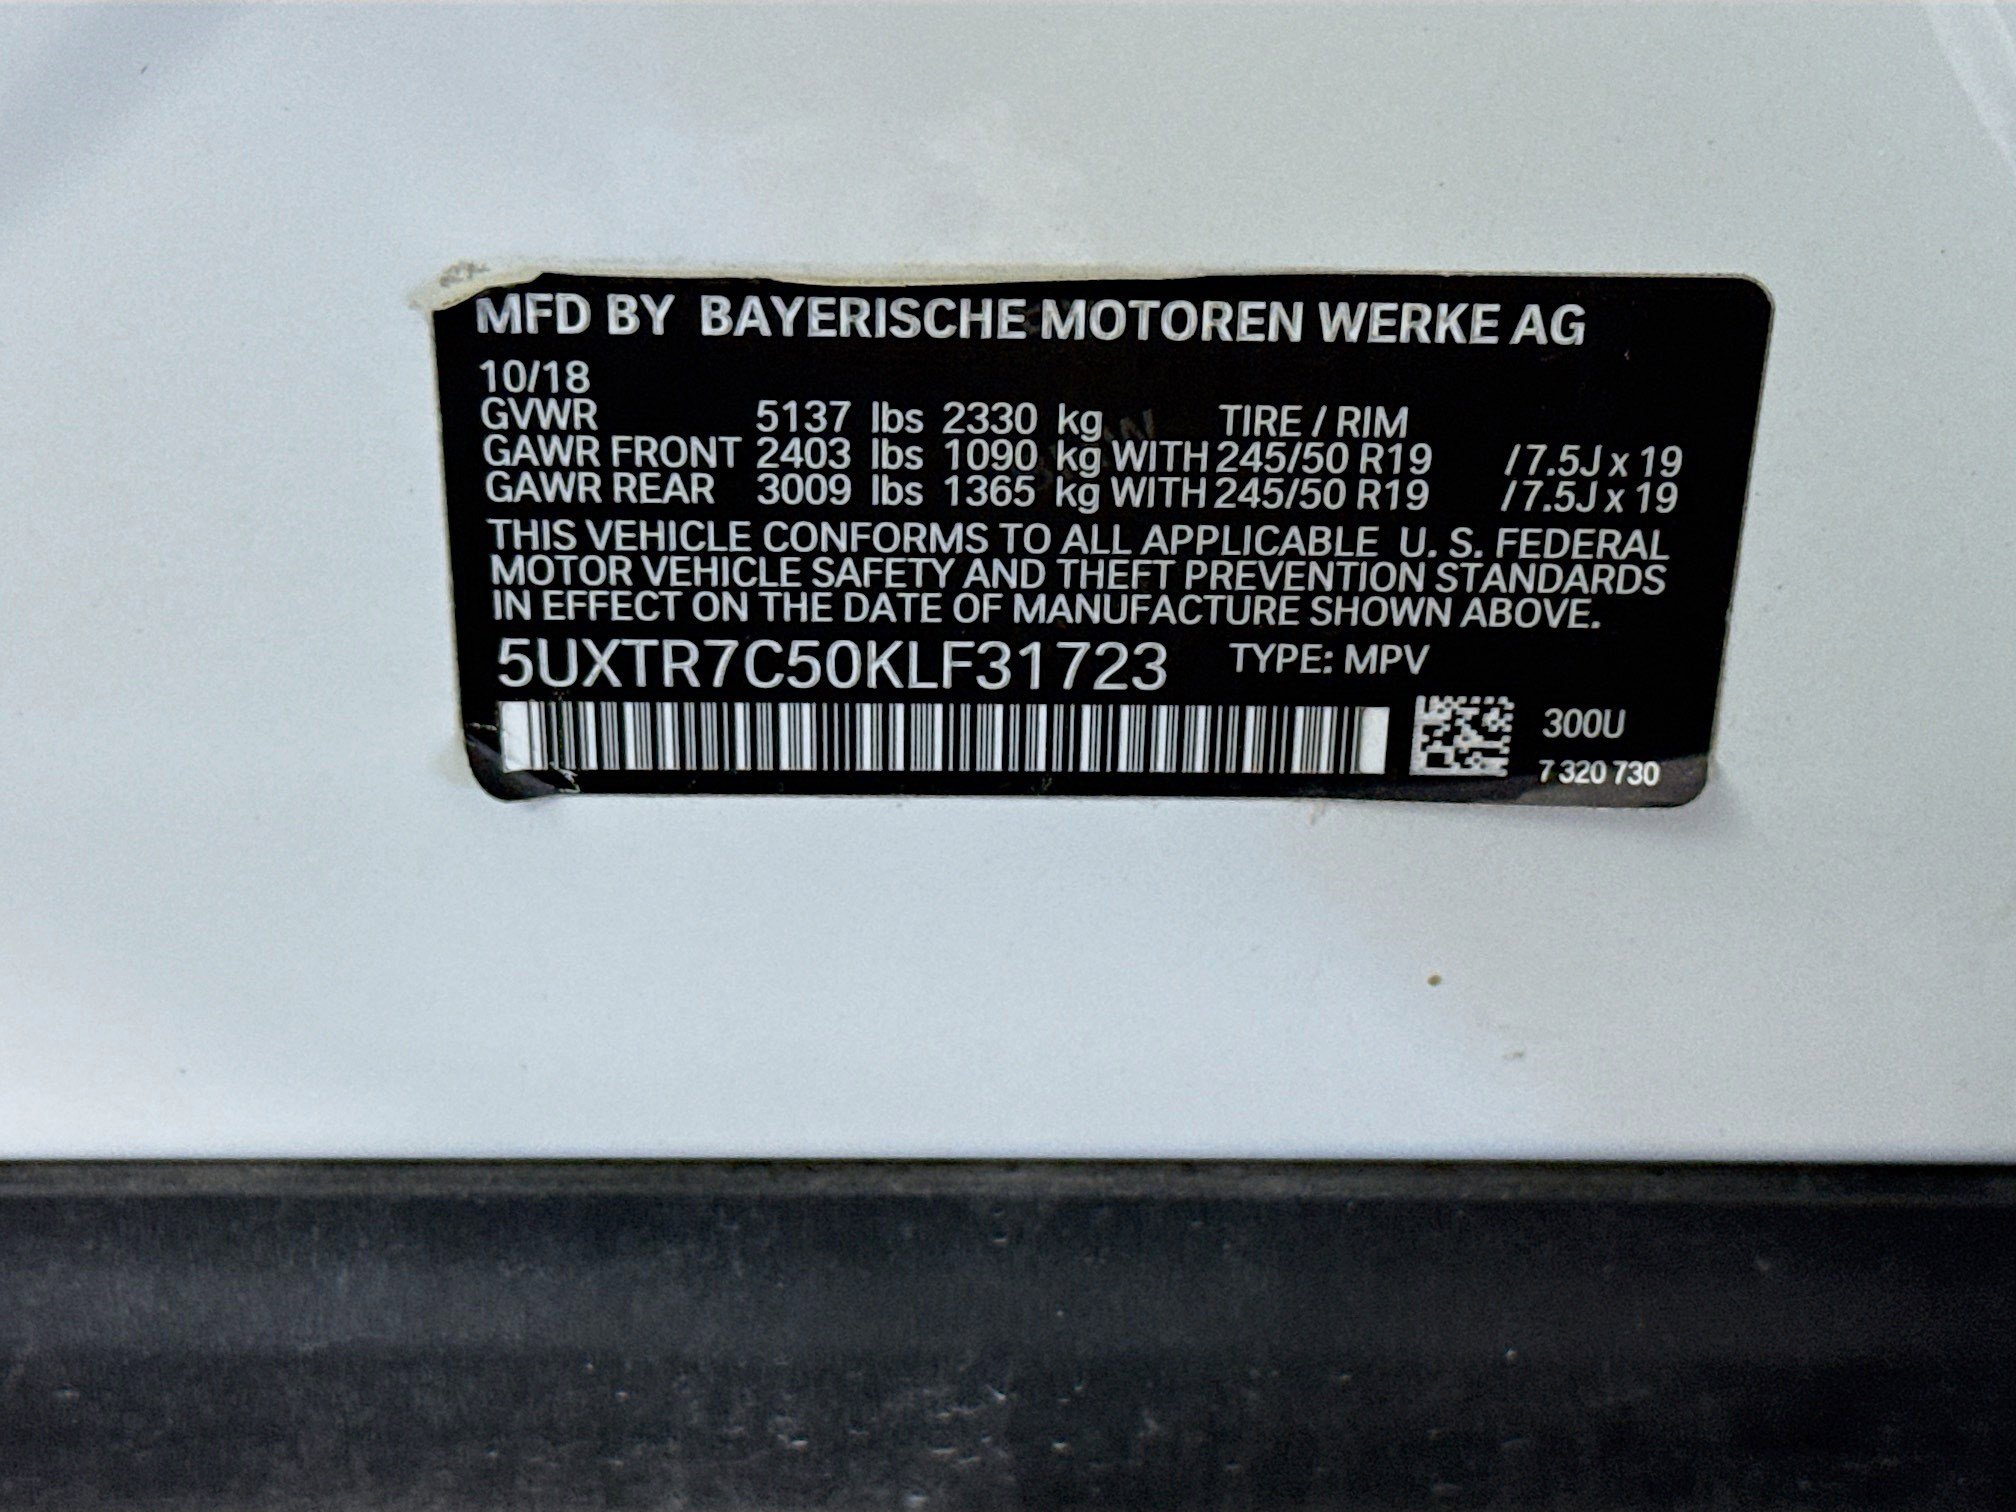 MFD BY BAYERISCHE MOTOREN WERKE AG
10/18
GVWR 5137 lbs 2330 kg TIRE / RIM
GAWR FRONT 2403 lbs 1090 kg WITH 245/50 R19 / 7.5J x 19
GAWR REAR 3009 lbs 1365 kg WITH 245/50 R19 / 7.5J x 19
THIS VEHICLE CONFORMS TO ALL APPLICABLE U. S. FEDERAL
MOTOR VEHICLE SAFETY AND THEFT PREVENTION STANDARDS
IN EFFECT ON THE DATE OF MANUFACTURE SHOWN ABOVE.
5UXTR7C50KLF31723 TYPE: MPV
300U
7 320 730